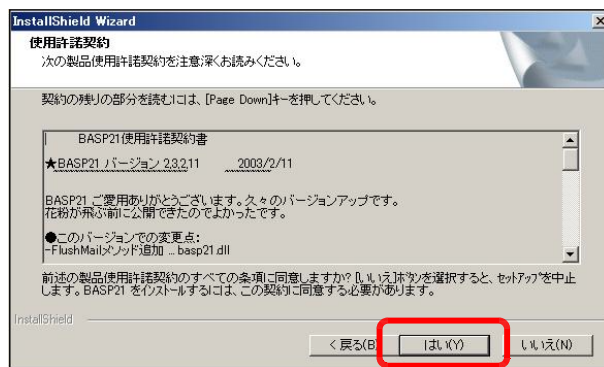 InstallShield Wizard
使用許諾契約
次の製品使用許諾契約を注意深くお読みください。
契約の残りの部分を読むには、[Page Down]キーを押してください。
BASP21使用許諾契約書
★BASP21 バージョン 2,3,2,11 2003/2/11
BASP21 ご愛用ありがとうございます。久々のバージョンアップです。
花粉が飛ぶ前に公開できたのでよかったです。
●このバージョンでの変更点:
-FlushMailメソッド追加 ... basp21.dll
前述の製品使用許諾契約のすべての条項に同意しますか? [いいえ]ボタンを選択すると、セットアップを中止
します。BASP21 をインストールするには、この契約に同意する必要があります。
InstallShield
< 戻る(B)
はい(Y)
いいえ(N)